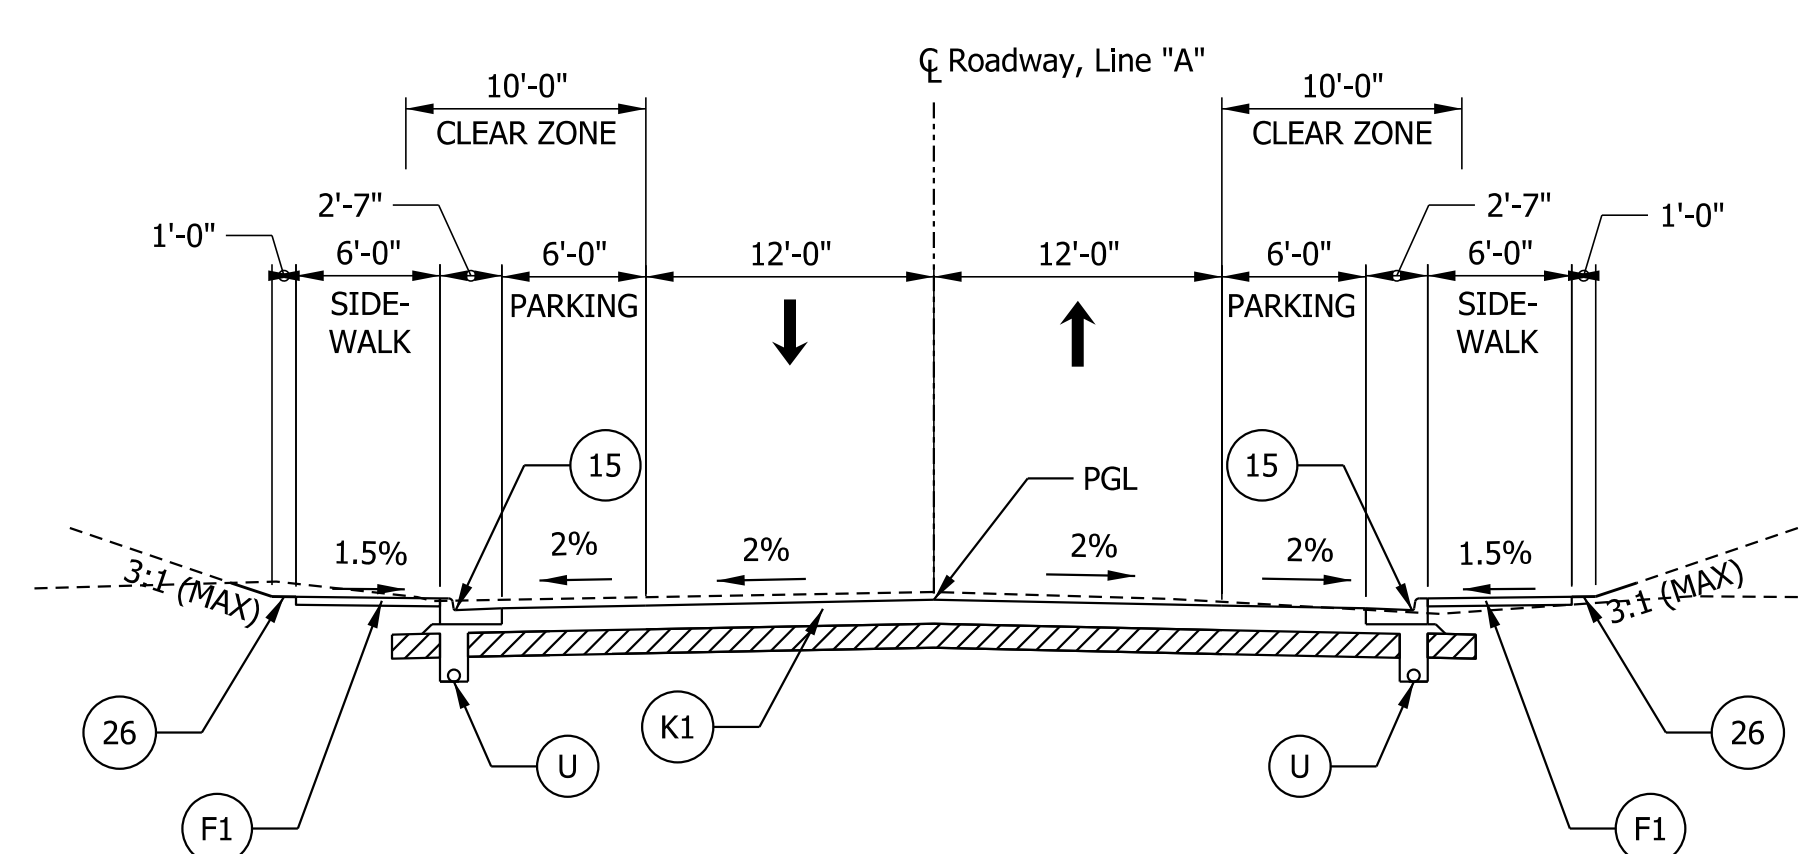 ℄ Roadway, Line "A"
10'-0"
CLEAR ZONE
10'-0"
CLEAR ZONE
1'-0"
2'-7"
6'-0"
SIDE-
WALK
6'-0"
PARKING
12'-0"
12'-0"
6'-0"
PARKING
2'-7"
6'-0"
SIDE-
WALK
1'-0"
15
PGL
15
3:1 (MAX)
1.5%
2%
2%
2%
2%
1.5%
3:1 (MAX)
26
F1
U
K1
U
F1
26